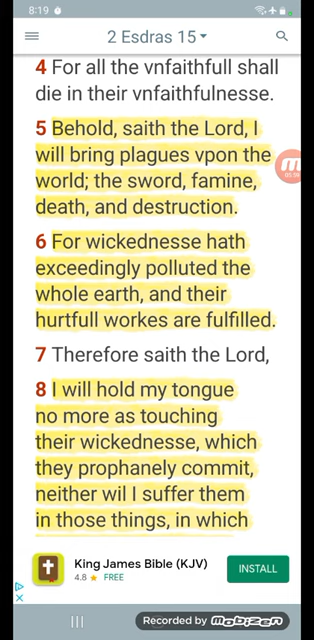 8:19
2 Esdras 15
4 For all the vnfaithfull shall
die in their vnfaithfulnesse.
5 Behold, saith the Lord, I
will bring plagues vpon the
world; the sword, famine,
death, and destruction.
6 For wickednesse hath
exceedingly polluted the
whole earth, and their
hurtfull workes are fulfilled.
7 Therefore saith the Lord,
8 I will hold my tongue
no more as touching
their wickednesse, which
they prophanely commit,
neither wil I suffer them
in those things, in which
King James Bible (KJV)
4.8 ★ FREE
INSTALL
Recorded by Mobizen